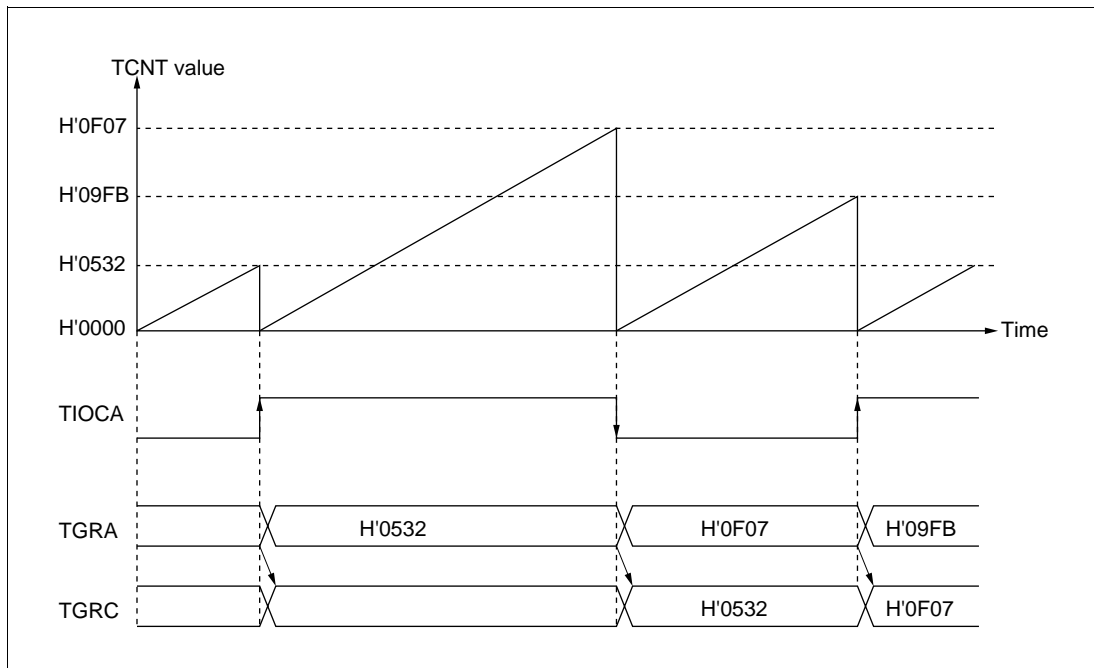 TCNT value
H'0F07
H'09FB
H'0532
H'0000
Time
TIOCA
TGRA
H'0532
H'0F07
H'09FB
TGRC
H'0532
H'0F07